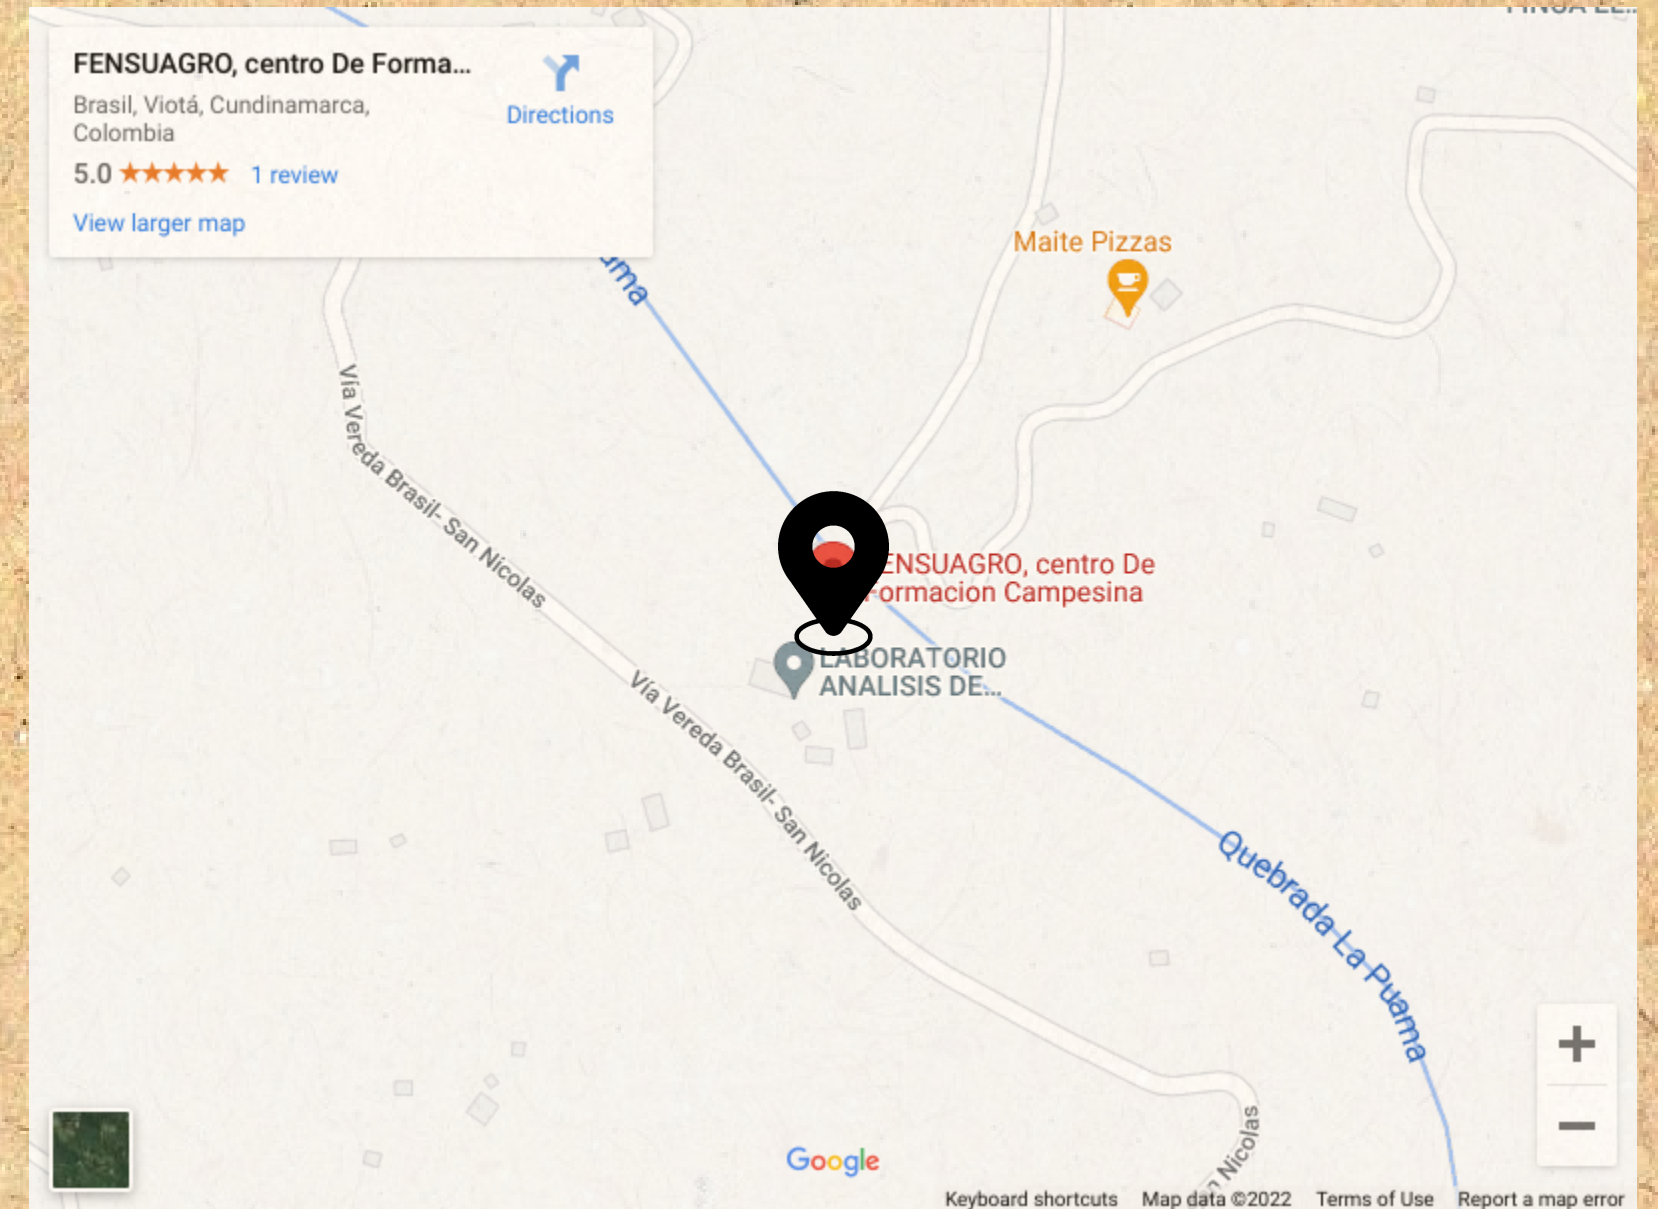 FENSUAGRO, centro De Forma...
Brasil, Viotá, Cundinamarca,
Colombia
5.0
1 review
View larger map
Directions
Maite Pizzas
Vía Vereda Brasil- San Nicolas
ENSUAGRO, centro De
Formacion Campesina
LABORATORIO
ANALISIS DE...
Vía Vereda Brasil- San Nicolas
Quebrada La Puama
Nicolas
Google
Keyboard shortcuts
Map data ©2022
Terms of Use
Report a map error